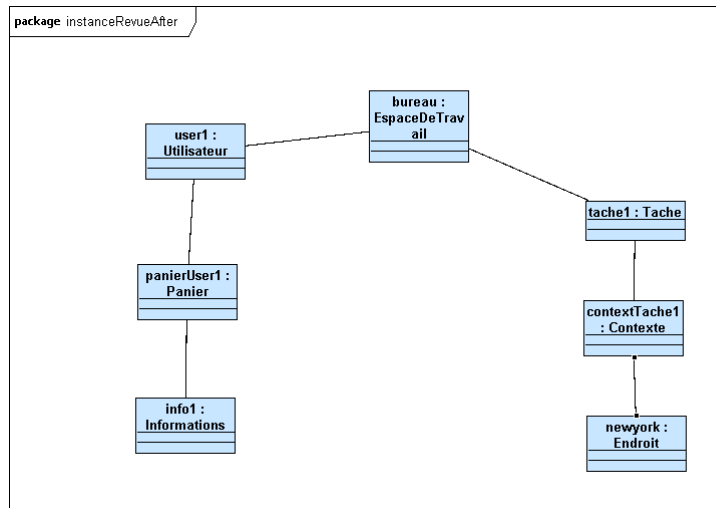 package instanceRevueAfter
bureau :
EspaceDeTrav
ail
user1 :
Utilisateur
tache1 : Tache
panierUser1 :
Panier
contextTache1
: Contexte
info1 :
Informations
newyork :
Endroit